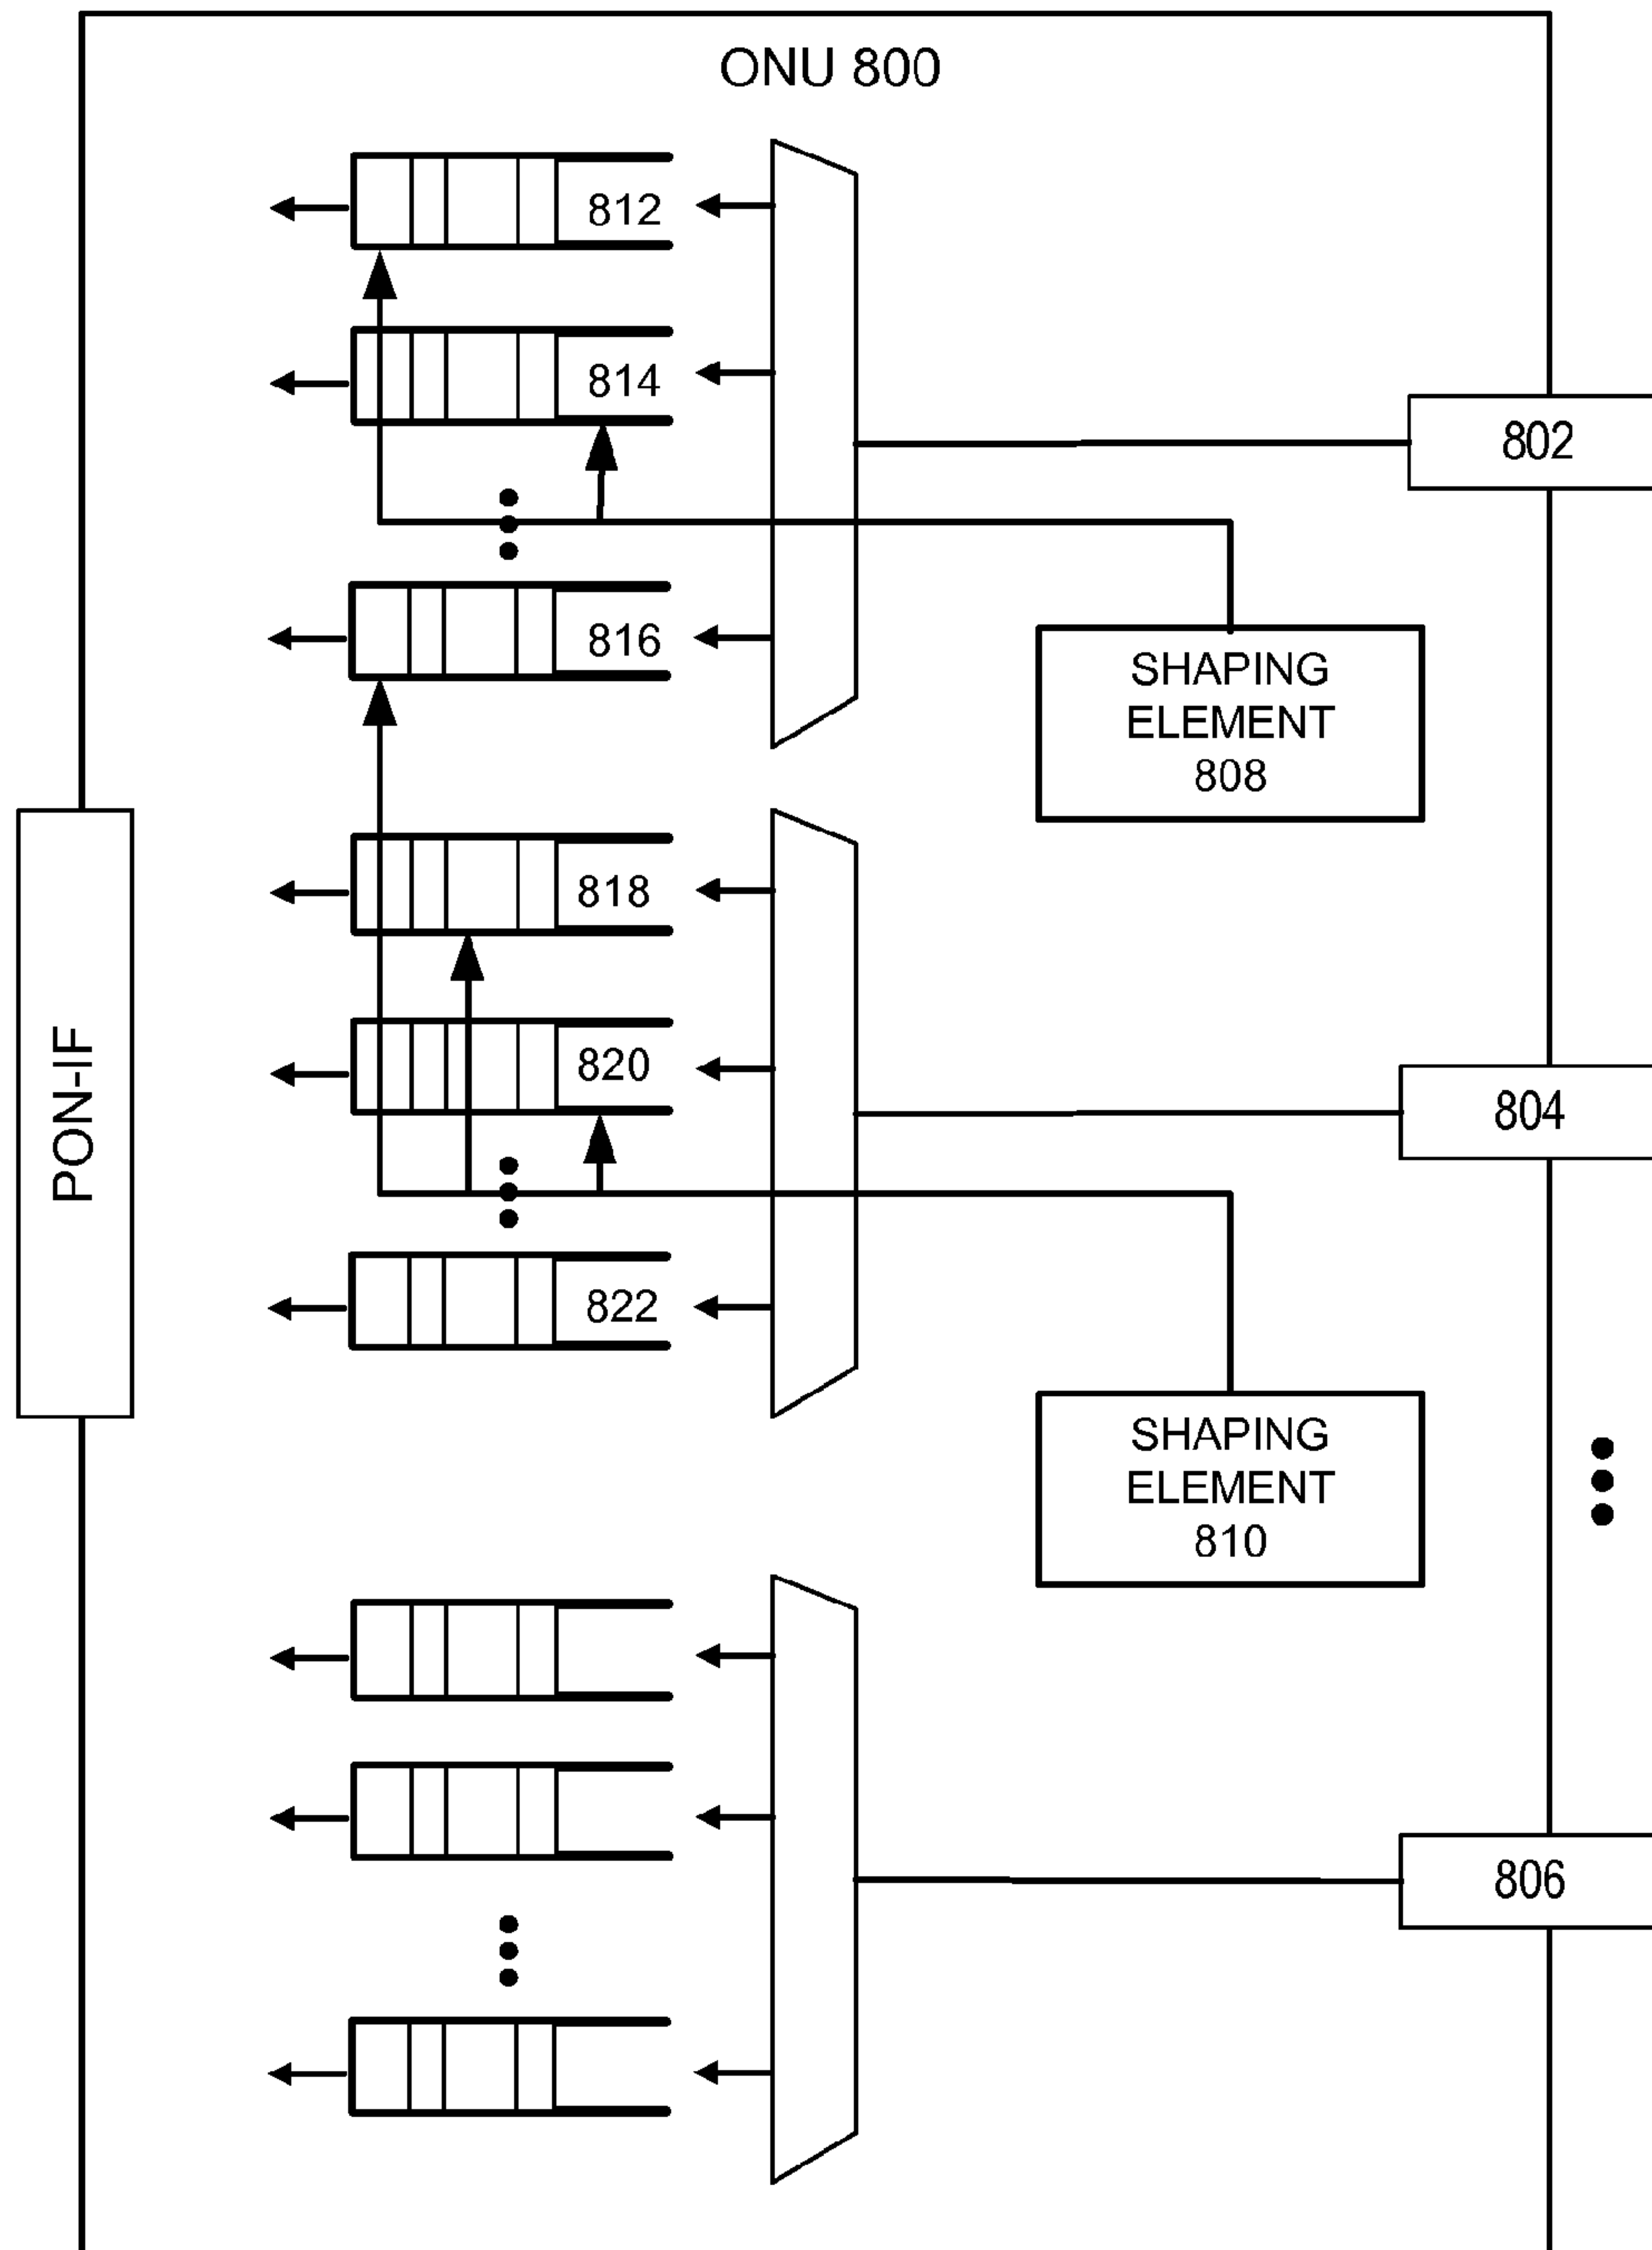 ONU 800
812
814
802
816
SHAPING
ELEMENT
808
818
PON-IF
820
804
822
SHAPING
ELEMENT
810
806